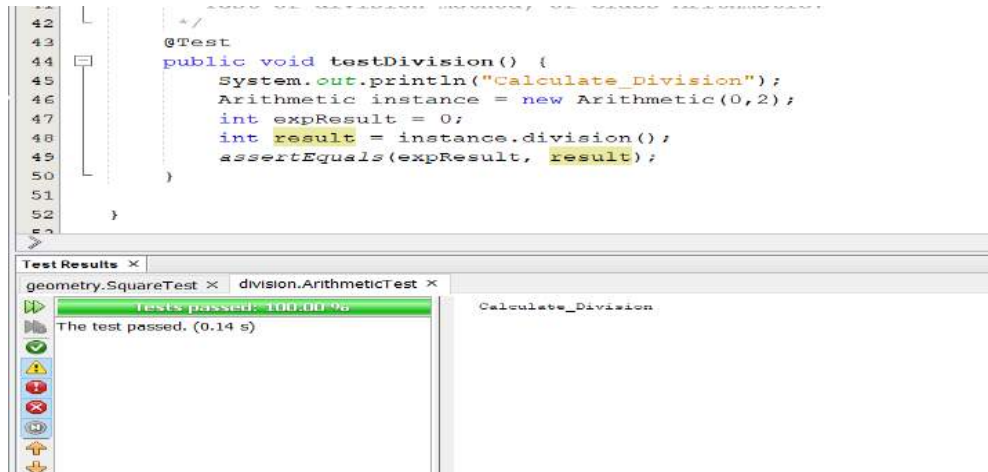 42 */
43 @Test
44 public void testDivision() {
45 System.out.println("Calculate_Division");
46 Arithmetic instance = new Arithmetic(0,2);
47 int expResult = 0;
48 int result = instance.division();
49 assertEquals(expResult, result);
50 }
51
52 }
Test Results ×
geometry.SquareTest × division.ArithmeticTest ×
Tests passed: 100.00 %
The test passed. (0.14 s)
Calculate_Division